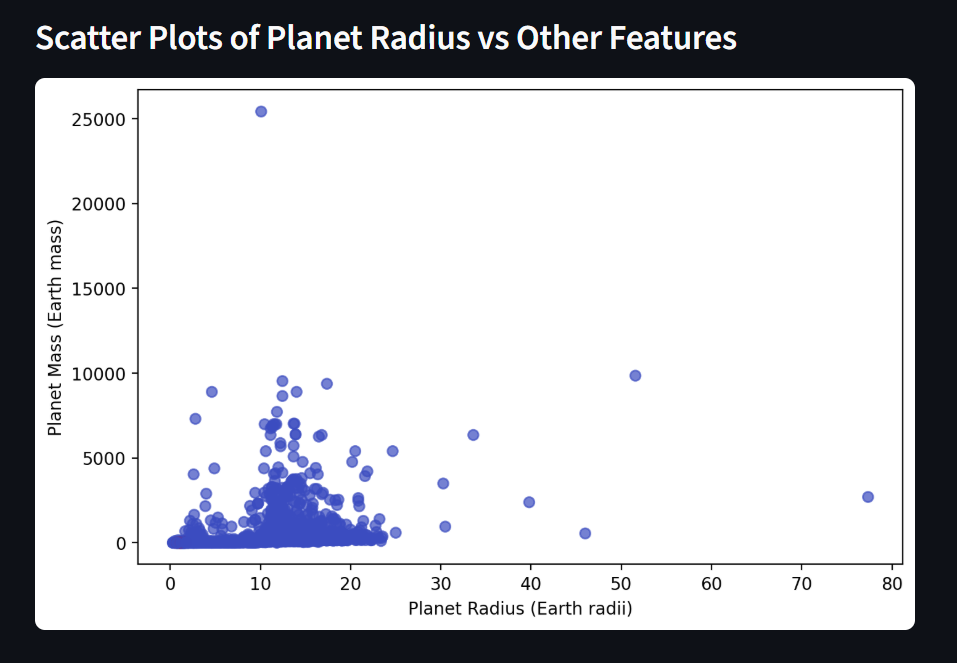 Scatter Plots of Planet Radius vs Other Features
25000
20000
15000
10000
5000
0
Planet Mass (Earth mass)
0 10 20 30 40 50 60 70 80
Planet Radius (Earth radii)